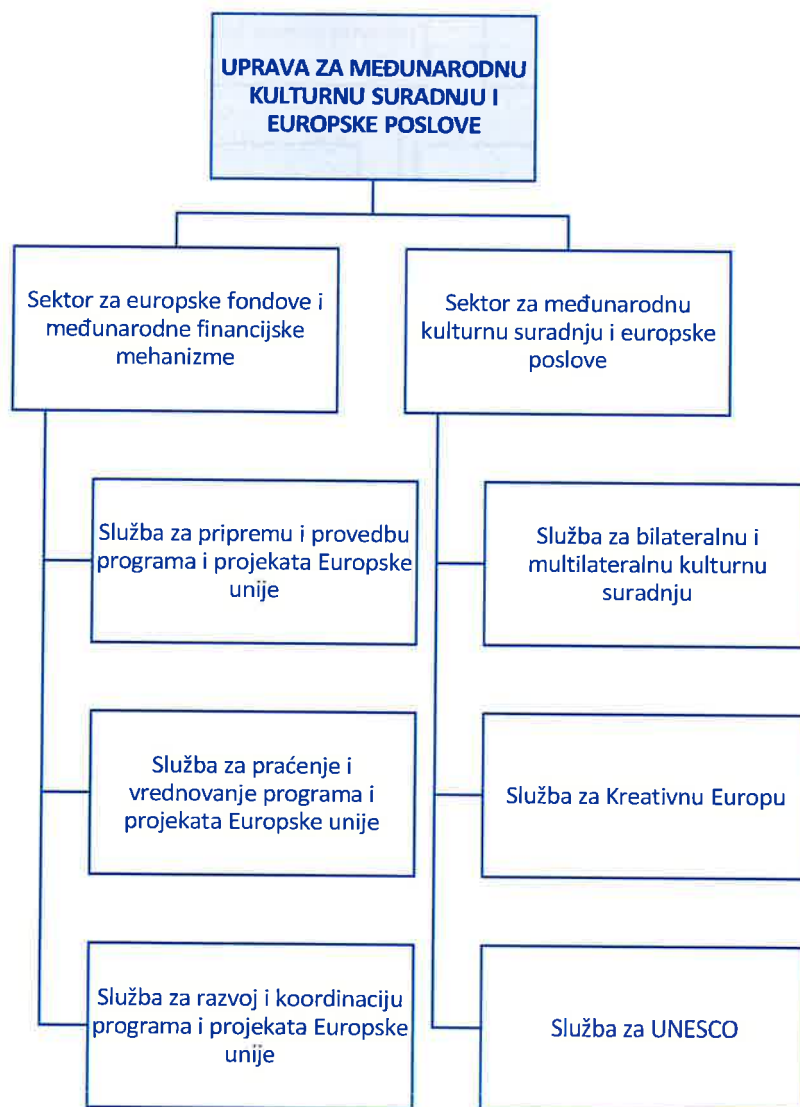 UPRAVA ZA MEĐUNARODNU
KULTURNU SURADNJU I
EUROPSKE POSLOVE
Sektor za europske fondove i
međunarodne financijske
mehanizme
Sektor za međunarodnu
kulturnu suradnju i europske
poslove
Služba za pripremu i provedbu
programa i projekata Europske
unije
Služba za bilateralnu i
multilateralnu kulturnu
suradnju
Služba za praćenje i
vrednovanje programa i
projekata Europske unije
Služba za Kreativnu Europu
Služba za razvoj i koordinaciju
programa i projekata Europske
unije
Služba za UNESCO